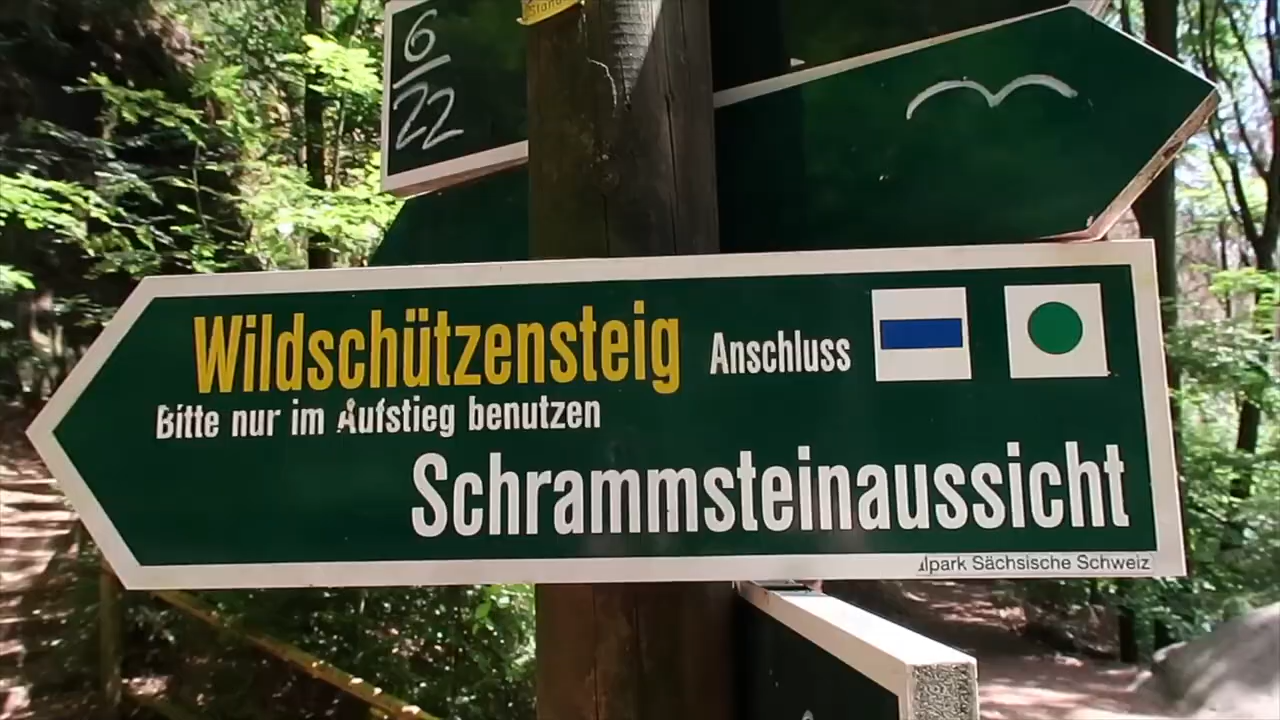 6/22
Wildschützensteig Anschluss
Bitte nur im Aufstieg benutzen
Schrammsteinaussicht
lpark Sächsische Schweiz